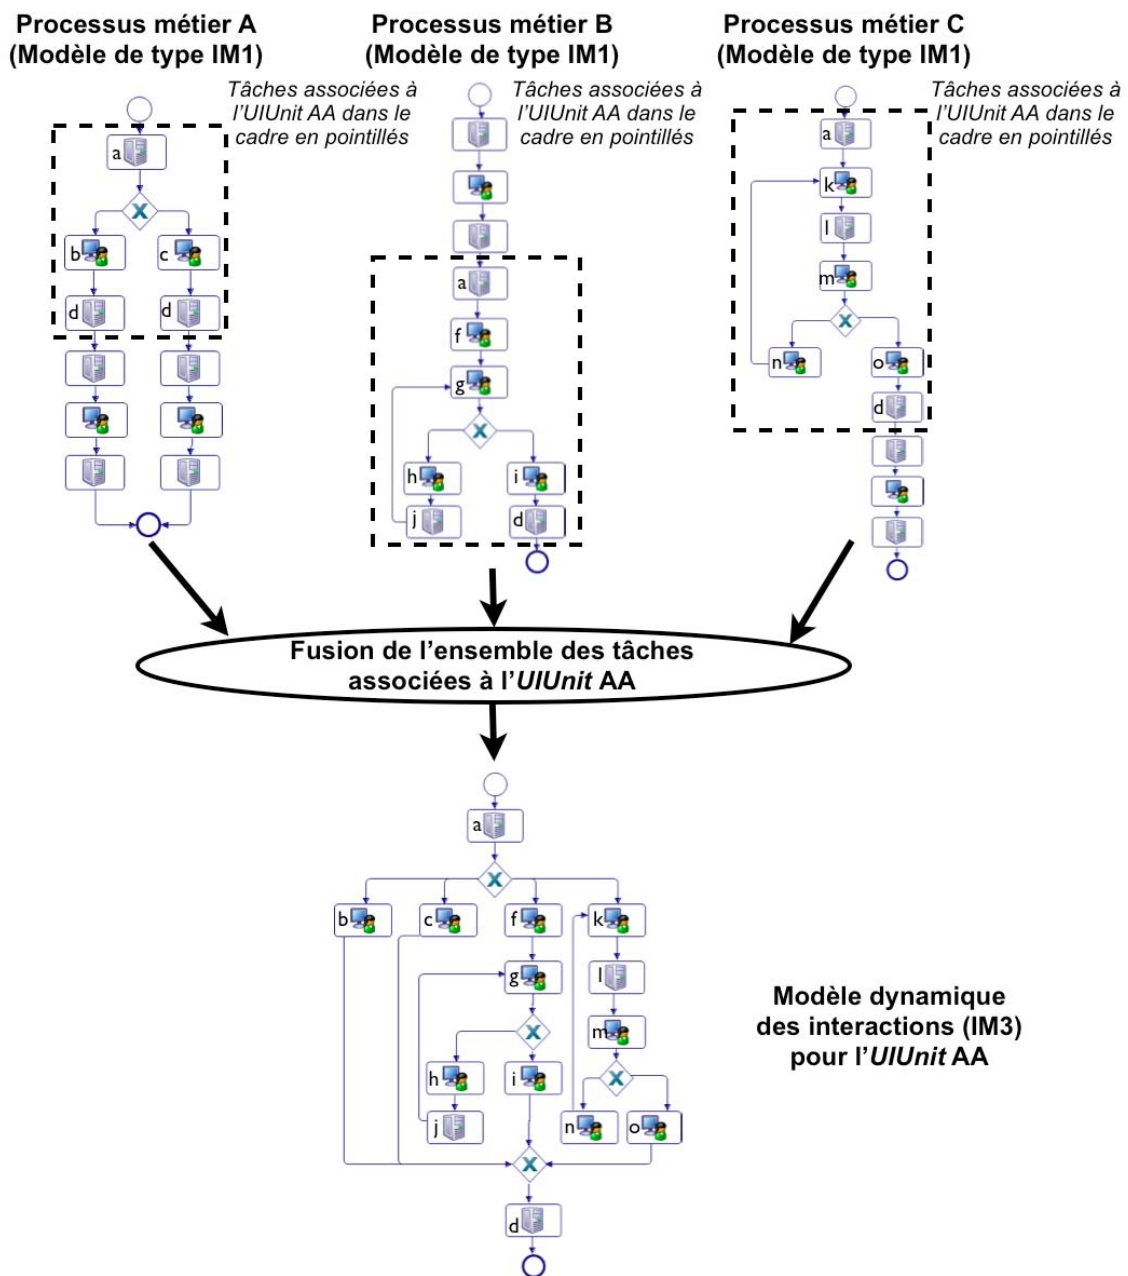 Processus métier A
(Modèle de type IM1)
Processus métier B
(Modèle de type IM1)
Processus métier C
(Modèle de type IM1)
Tâches associées à
l'UIUnit AA dans le
cadre en pointillés
Tâches associées à
l'UIUnit AA dans le
cadre en pointillés
Tâches associées à
l'UIUnit AA dans le
cadre en pointillés
a
X
b
c
d
d
a
f
g
X
h
i
j
d
a
k
l
m
X
n
o
d
Fusion de l'ensemble des tâches
associées à l'UIUnit AA
a
X
b
c
f
k
g
l
X
m
h
i
X
j
n
o
X
d
Modèle dynamique
des interactions (IM3)
pour l'UIUnit AA